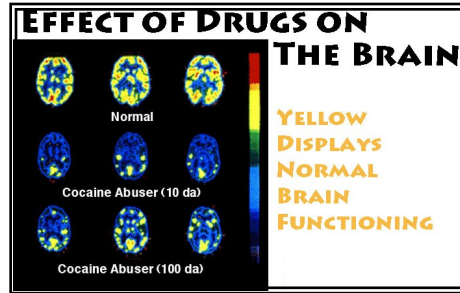 Effect of Drugs on
The Brain
Normal
Cocaine Abuser (10 da)
Cocaine Abuser (100 da)
Yellow
Displays
Normal
Brain
Functioning